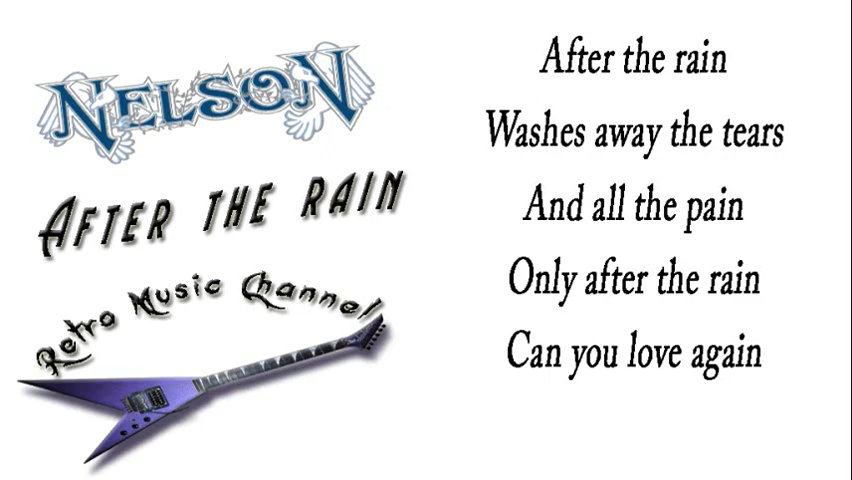 NELSON
AFTER THE RAIN
Retro Music Channel
After the rain
Washes away the tears
And all the pain
Only after the rain
Can you love again